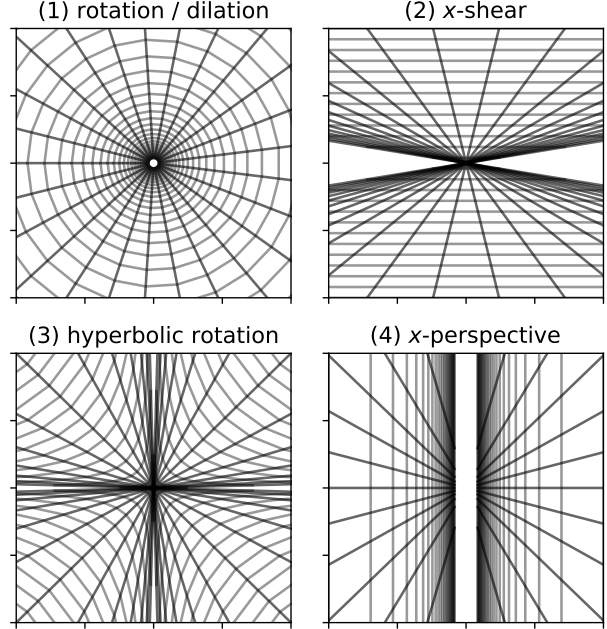 (1) rotation / dilation
(2) x-shear
(3) hyperbolic rotation
(4) x-perspective